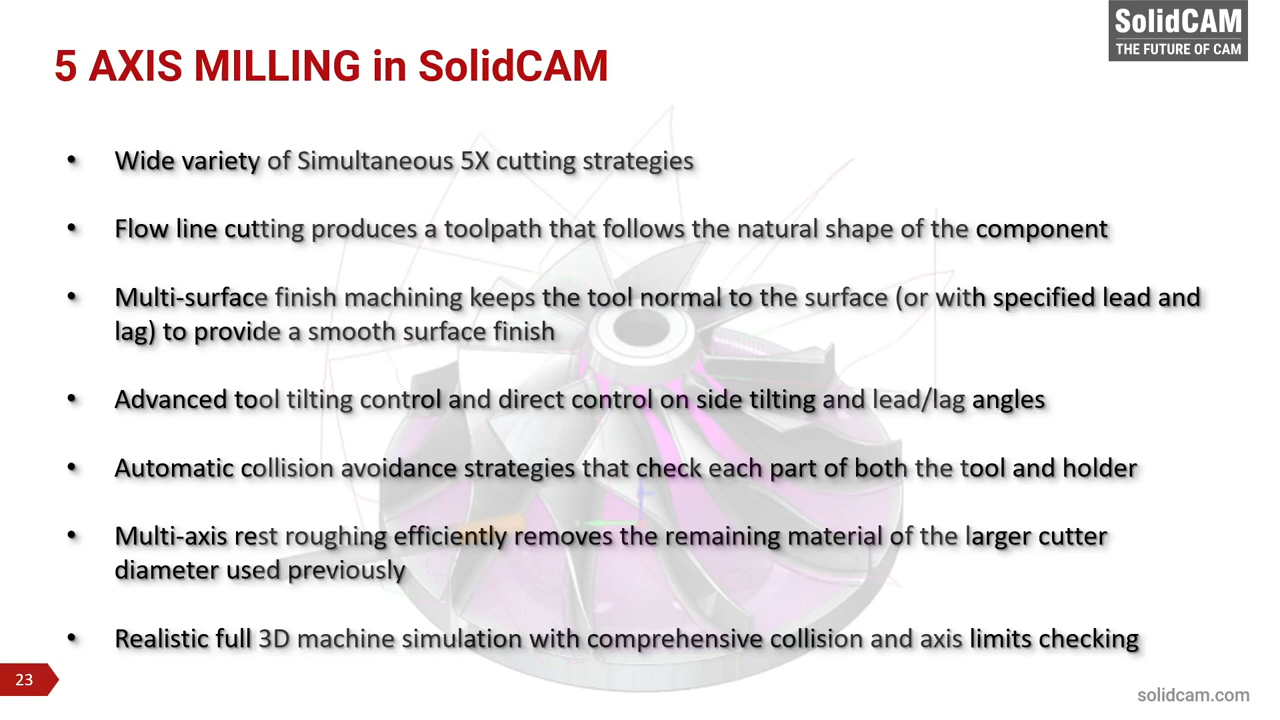 SolidCAM
THE FUTURE OF CAM
5 AXIS MILLING in SolidCAM
• Wide variety of Simultaneous 5X cutting strategies
• Flow line cutting produces a toolpath that follows the natural shape of the component
• Multi-surface finish machining keeps the tool normal to the surface (or with specified lead and
lag) to provide a smooth surface finish
• Advanced tool tilting control and direct control on side tilting and lead/lag angles
• Automatic collision avoidance strategies that check each part of both the tool and holder
• Multi-axis rest roughing efficiently removes the remaining material of the larger cutter
diameter used previously
• Realistic full 3D machine simulation with comprehensive collision and axis limits checking
23
solidcam.com